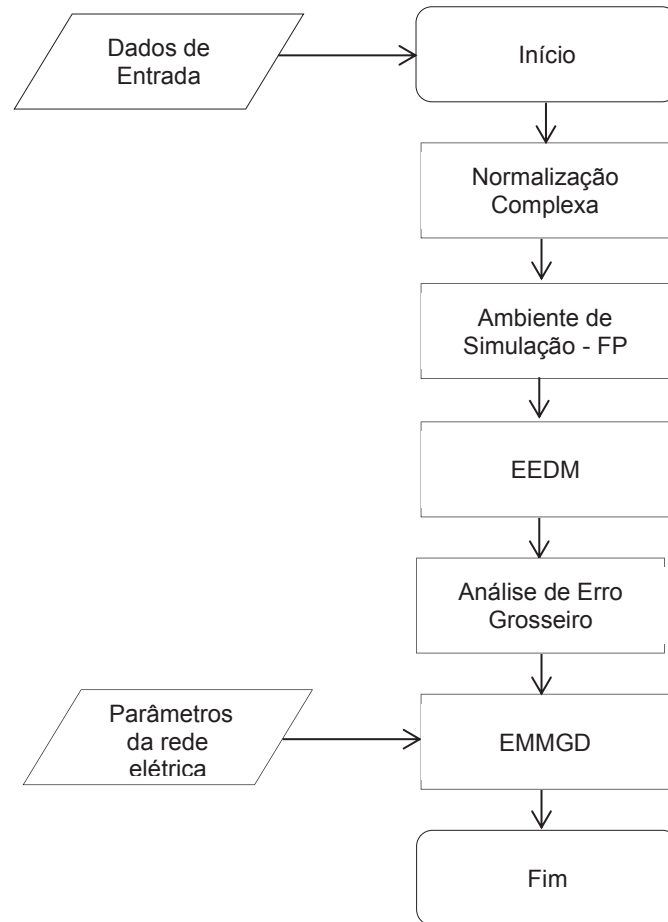 Dados de
Entrada
Início
Normalização
Complexa
Ambiente de
Simulação - FP
EEDM
Análise de Erro
Grosseiro
Parâmetros
da rede
elétrica
EMMGD
Fim